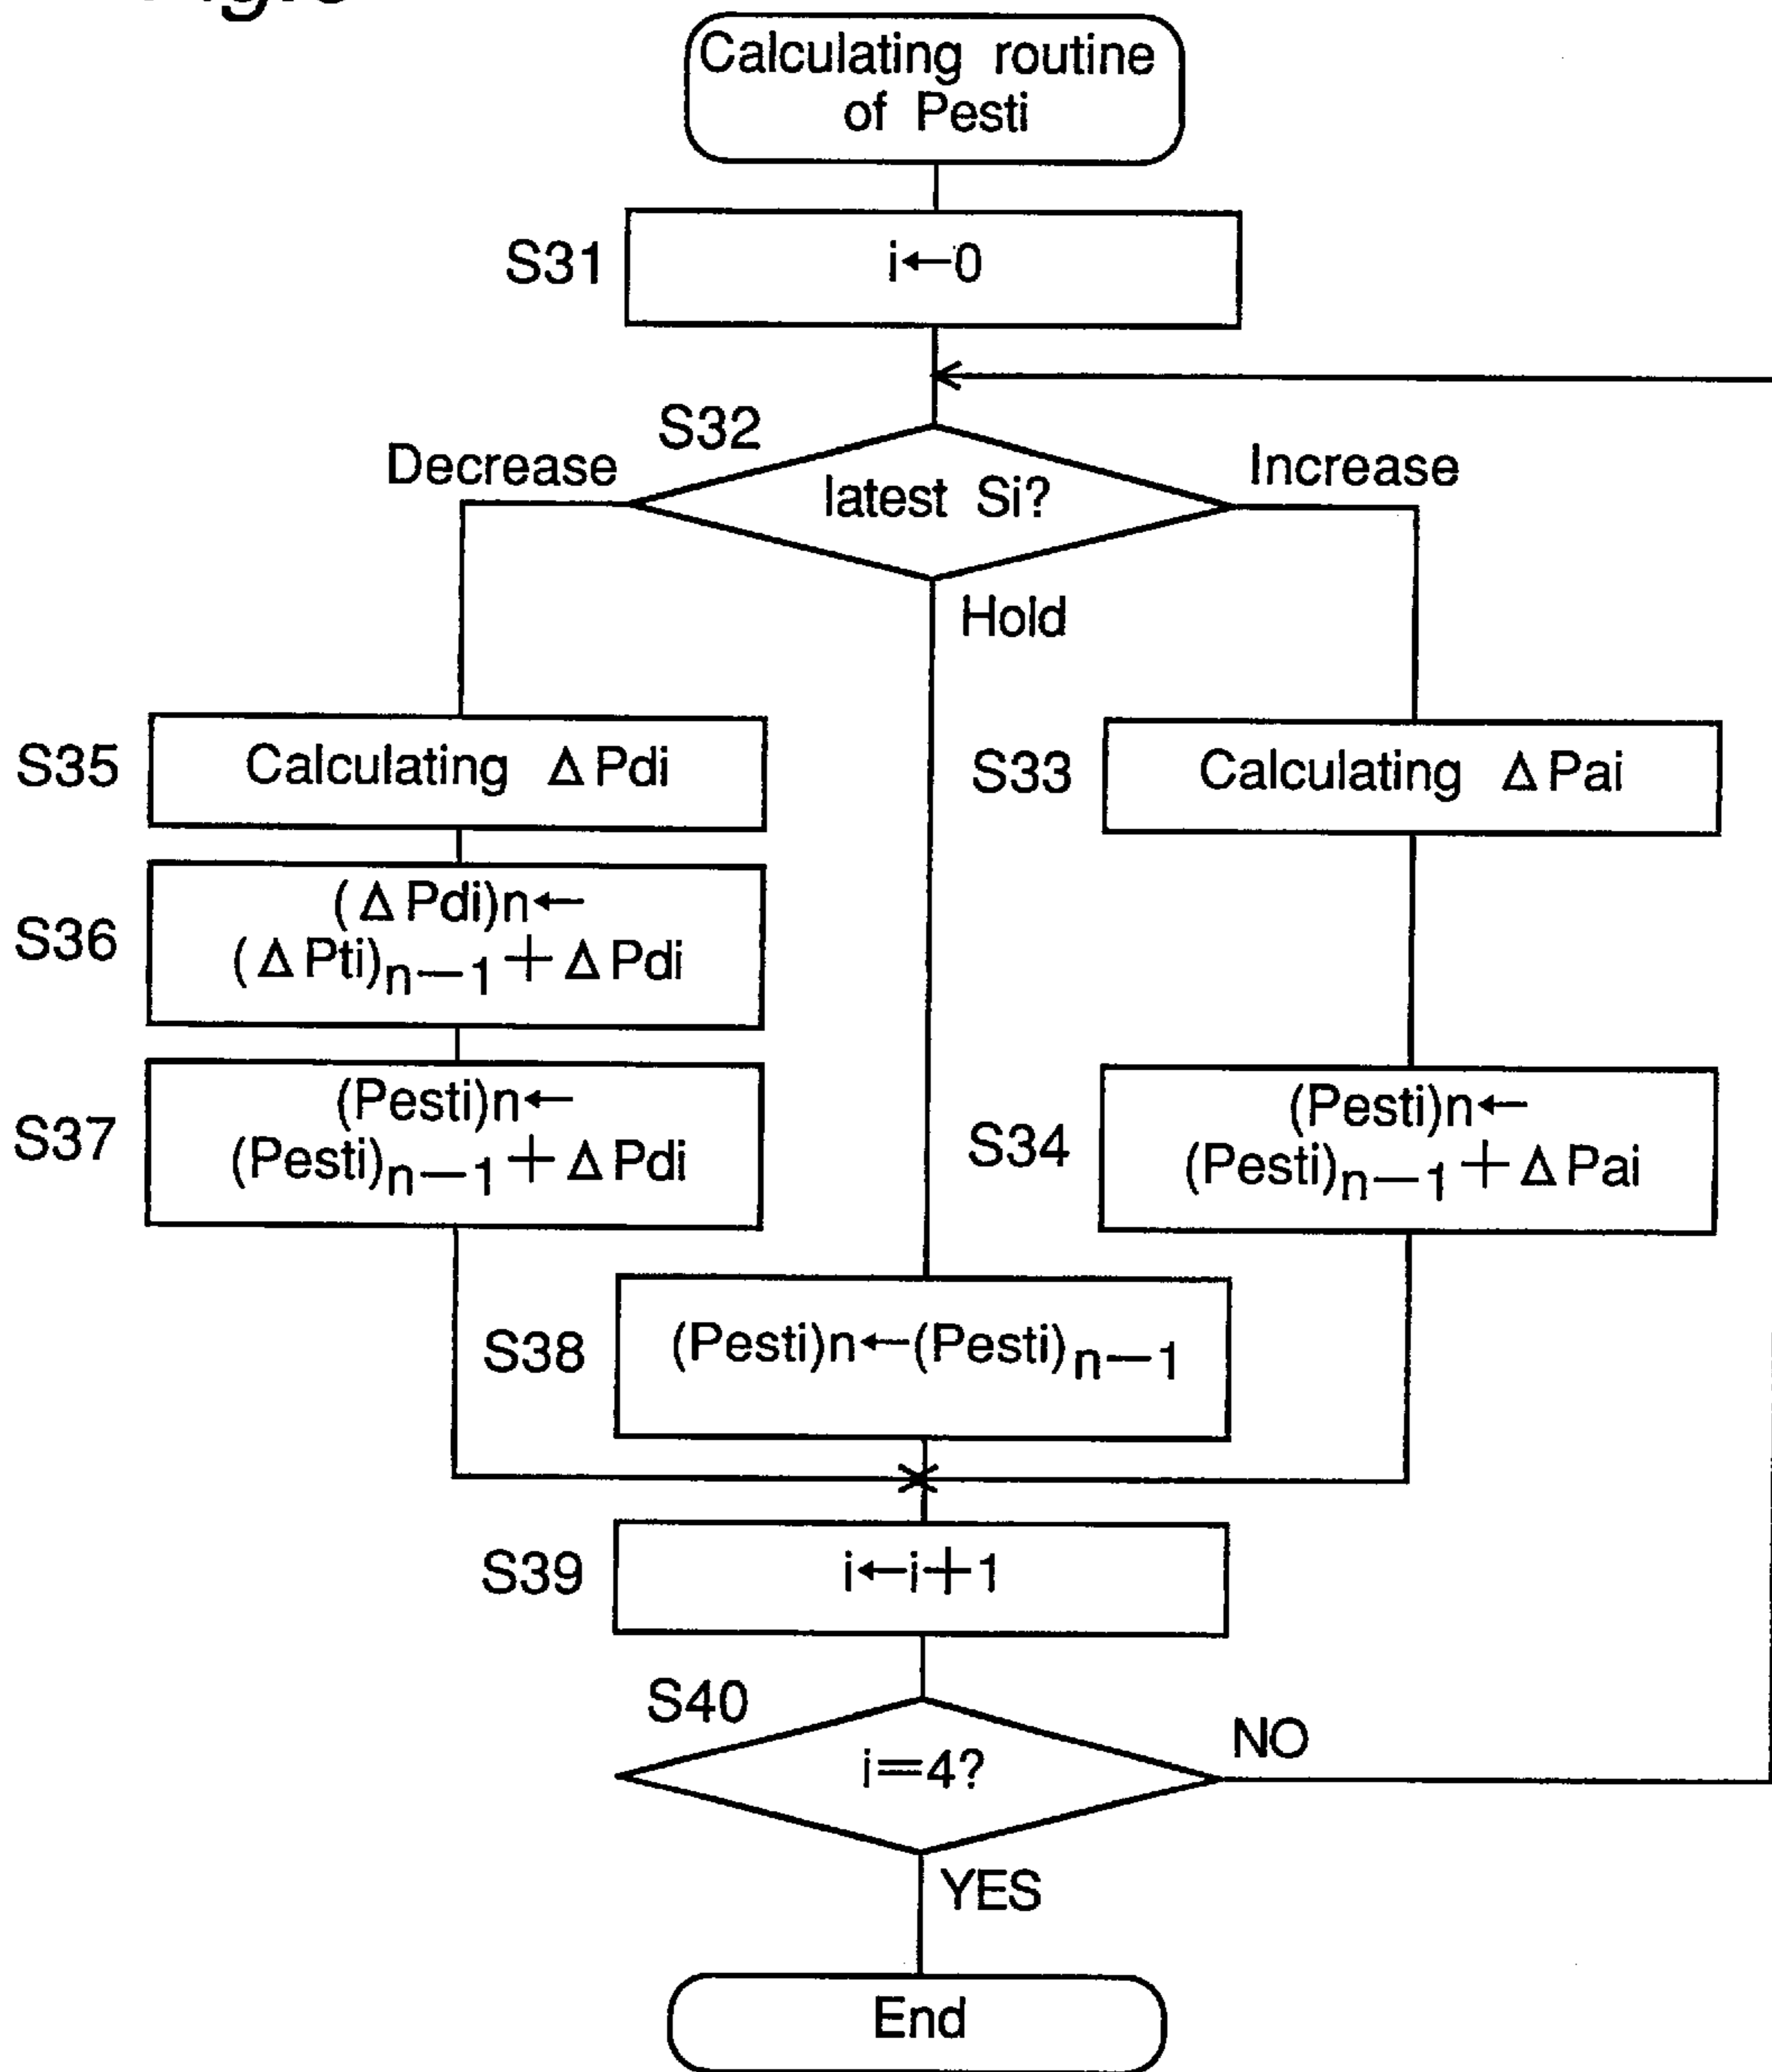 Calculating routine
of Pesti
S31
i←0
S32
Decrease
latest Si?
Increase
Hold
S35
Calculating ΔPdi
S33
Calculating ΔPai
S36
(ΔPdi)n←
(ΔPti)n−1+ΔPdi
S37
(Pesti)n←
(Pesti)n−1+ΔPdi
S34
(Pesti)n←
(Pesti)n−1+ΔPai
S38
(Pesti)n←(Pesti)n−1
S39
i←i+1
S40
i=4?
NO
YES
End